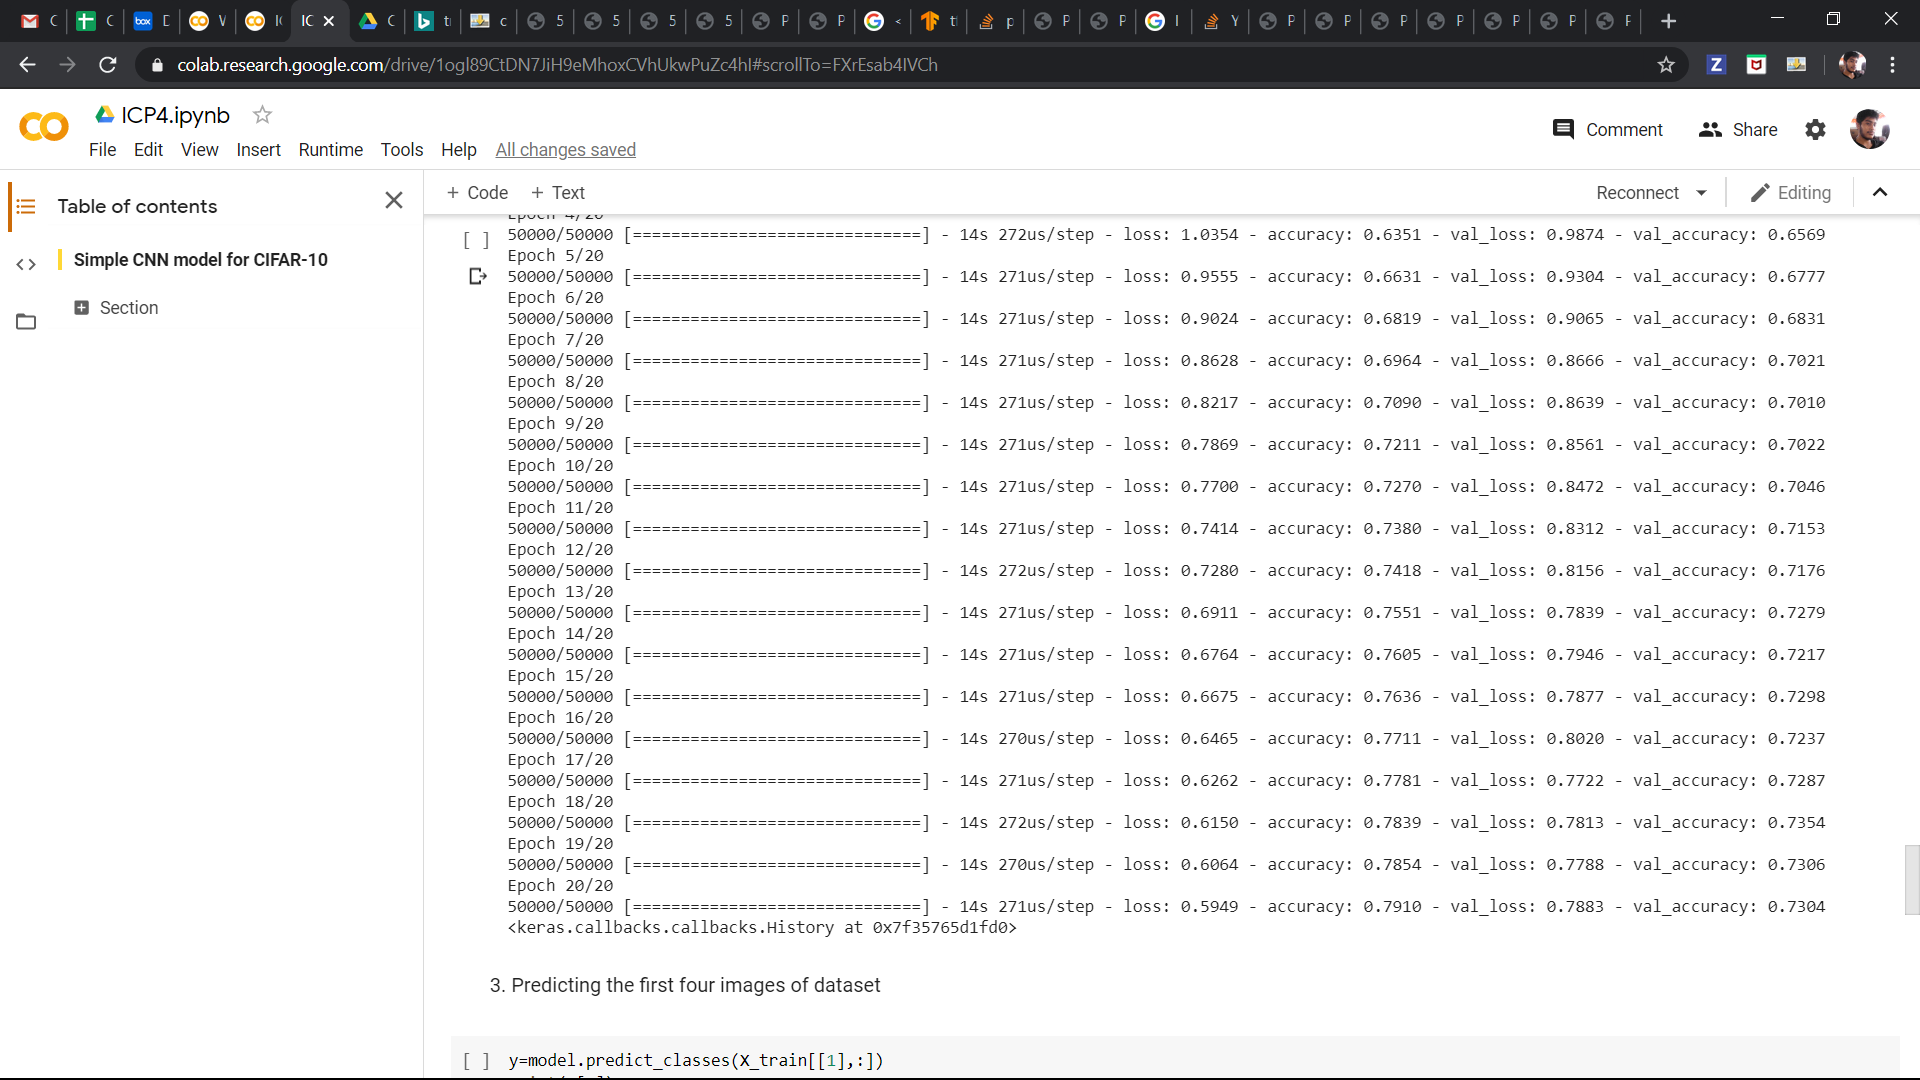 colab.research.google.com/drive/1ogl89CtDN7JiH9eMhoxCVhUkwPuZc4hI#scrollTo=FXrEsab4IVCh
ICP4.ipynb
Comment
Share
File Edit View Insert Runtime Tools Help All changes saved
Table of contents
+ Code + Text
Reconnect
Editing
Simple CNN model for CIFAR-10
Section
Epoch 4/20
50000/50000 [==============================] - 14s 272us/step - loss: 1.0354 - accuracy: 0.6351 - val_loss: 0.9874 - val_accuracy: 0.6569
Epoch 5/20
50000/50000 [==============================] - 14s 271us/step - loss: 0.9555 - accuracy: 0.6631 - val_loss: 0.9304 - val_accuracy: 0.6777
Epoch 6/20
50000/50000 [==============================] - 14s 271us/step - loss: 0.9024 - accuracy: 0.6819 - val_loss: 0.9065 - val_accuracy: 0.6831
Epoch 7/20
50000/50000 [==============================] - 14s 271us/step - loss: 0.8628 - accuracy: 0.6964 - val_loss: 0.8666 - val_accuracy: 0.7021
Epoch 8/20
50000/50000 [==============================] - 14s 271us/step - loss: 0.8217 - accuracy: 0.7090 - val_loss: 0.8639 - val_accuracy: 0.7010
Epoch 9/20
50000/50000 [==============================] - 14s 271us/step - loss: 0.7869 - accuracy: 0.7211 - val_loss: 0.8561 - val_accuracy: 0.7022
Epoch 10/20
50000/50000 [==============================] - 14s 271us/step - loss: 0.7700 - accuracy: 0.7270 - val_loss: 0.8472 - val_accuracy: 0.7046
Epoch 11/20
50000/50000 [==============================] - 14s 271us/step - loss: 0.7414 - accuracy: 0.7380 - val_loss: 0.8312 - val_accuracy: 0.7153
Epoch 12/20
50000/50000 [==============================] - 14s 272us/step - loss: 0.7280 - accuracy: 0.7418 - val_loss: 0.8156 - val_accuracy: 0.7176
Epoch 13/20
50000/50000 [==============================] - 14s 271us/step - loss: 0.6911 - accuracy: 0.7551 - val_loss: 0.7839 - val_accuracy: 0.7279
Epoch 14/20
50000/50000 [==============================] - 14s 271us/step - loss: 0.6764 - accuracy: 0.7605 - val_loss: 0.7946 - val_accuracy: 0.7217
Epoch 15/20
50000/50000 [==============================] - 14s 271us/step - loss: 0.6675 - accuracy: 0.7636 - val_loss: 0.7877 - val_accuracy: 0.7298
Epoch 16/20
50000/50000 [==============================] - 14s 270us/step - loss: 0.6465 - accuracy: 0.7711 - val_loss: 0.8020 - val_accuracy: 0.7237
Epoch 17/20
50000/50000 [==============================] - 14s 271us/step - loss: 0.6262 - accuracy: 0.7781 - val_loss: 0.7722 - val_accuracy: 0.7287
Epoch 18/20
50000/50000 [==============================] - 14s 272us/step - loss: 0.6150 - accuracy: 0.7839 - val_loss: 0.7813 - val_accuracy: 0.7354
Epoch 19/20
50000/50000 [==============================] - 14s 270us/step - loss: 0.6064 - accuracy: 0.7854 - val_loss: 0.7788 - val_accuracy: 0.7306
Epoch 20/20
50000/50000 [==============================] - 14s 271us/step - loss: 0.5949 - accuracy: 0.7910 - val_loss: 0.7883 - val_accuracy: 0.7304
<keras.callbacks.callbacks.History at 0x7f35765d1fd0>
3. Predicting the first four images of dataset
[ ] y=model.predict_classes(X_train[[1],:])